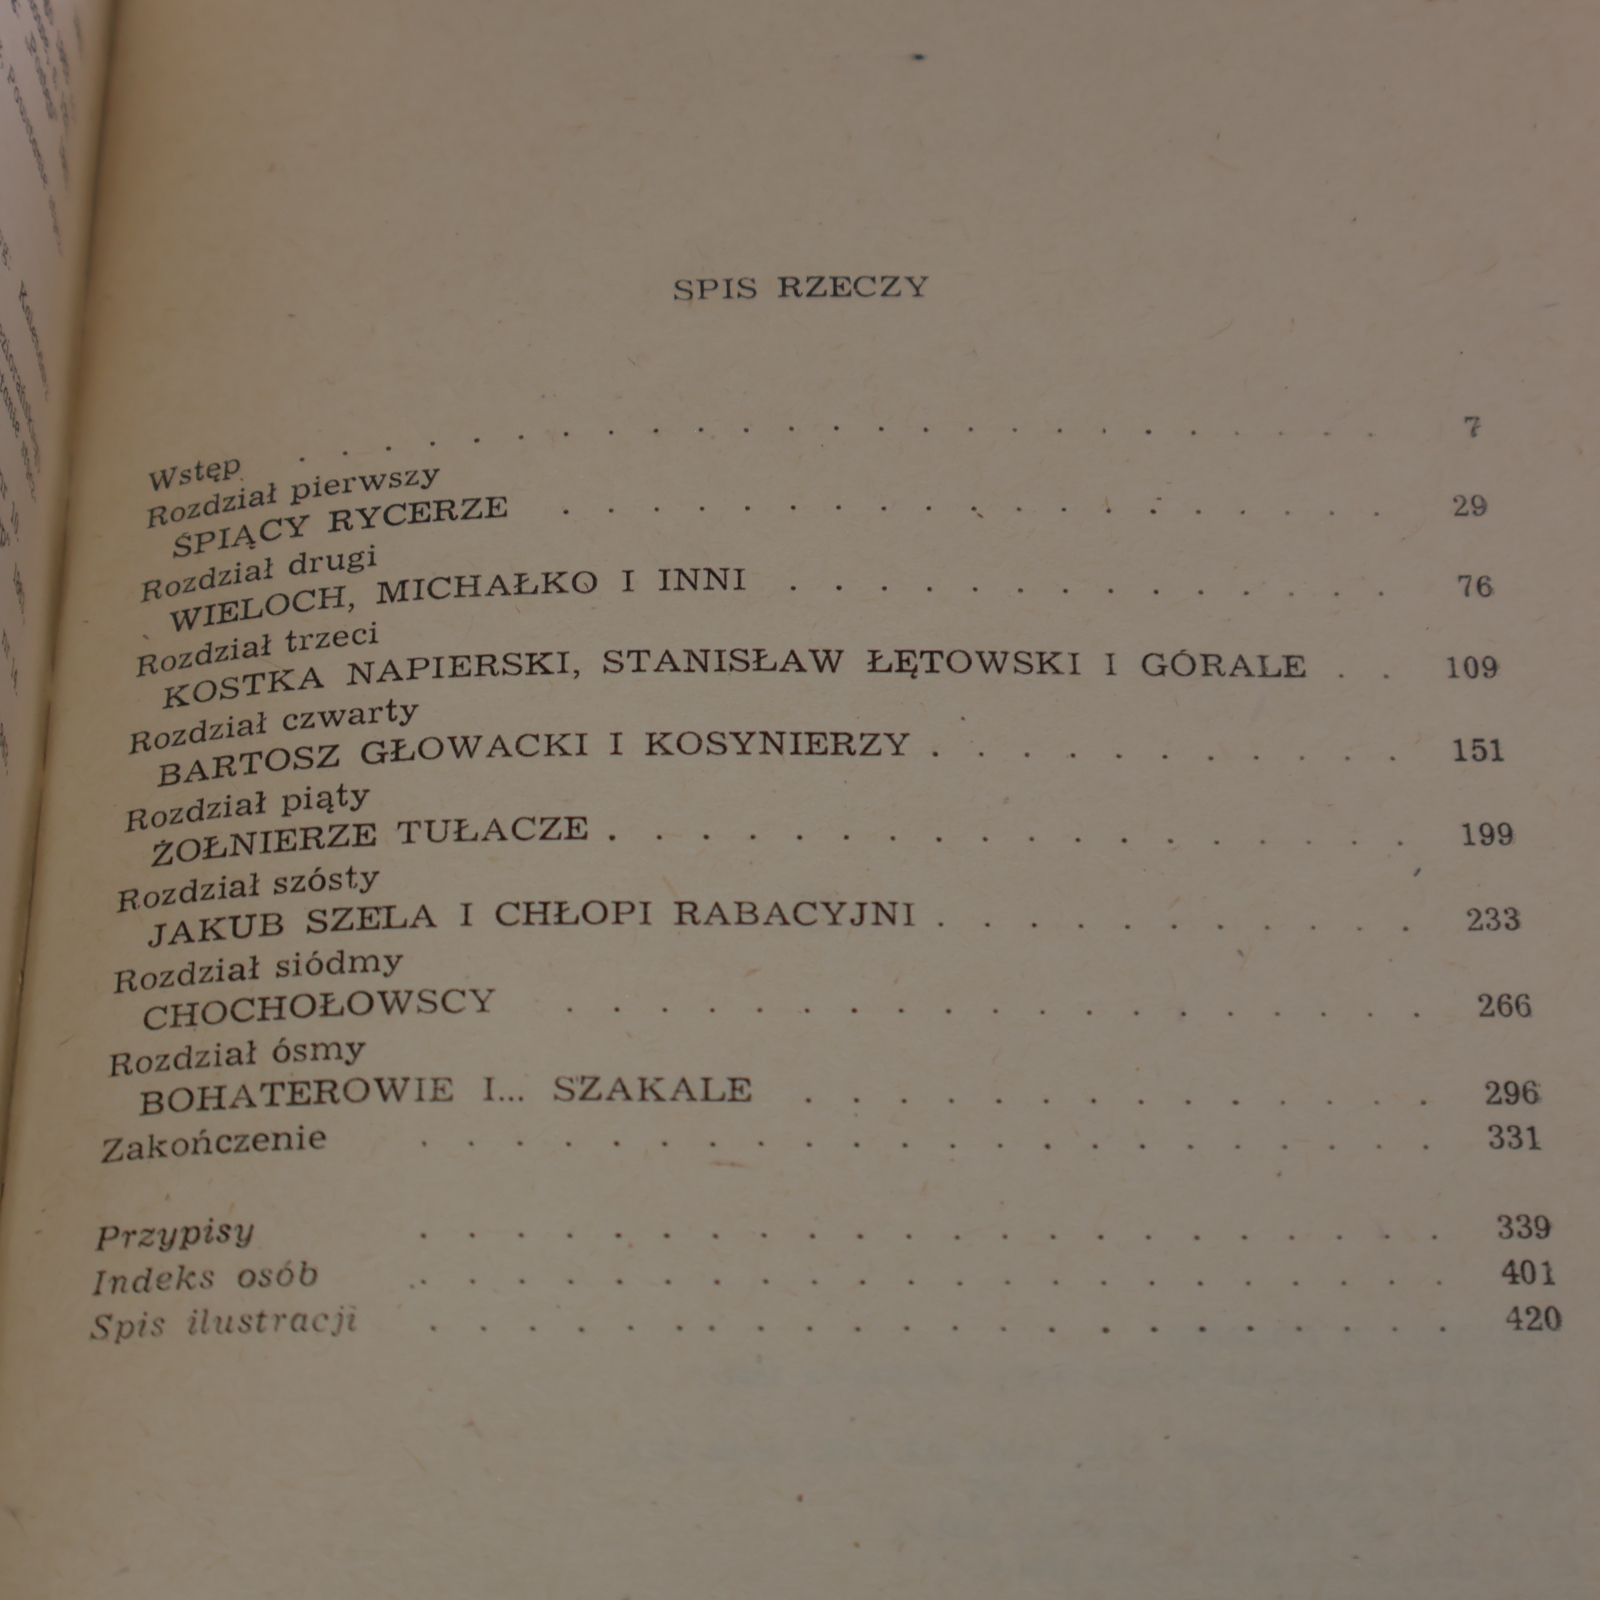 SPIS RZECZY
Wstęp . . . . . . . . . . . . . . . . . . . . . . . . . 7
Rozdział pierwszy
ŚPIĄCY RYCERZE . . . . . . . . . . . . . . . . . . . 29
Rozdział drugi
WIELOCH, MICHAŁKO I INNI . . . . . . . . . . . . . . 76
Rozdział trzeci
KOSTKA NAPIERSKI, STANISŁAW ŁĘTOWSKI I GÓRALE . . 109
Rozdział czwarty
BARTOSZ GŁOWACKI I KOSYNIERZY . . . . . . . . . . . 151
Rozdział piąty
ŻOŁNIERZE TUŁACZE . . . . . . . . . . . . . . . . . . 199
Rozdział szósty
JAKUB SZELA I CHŁOPI RABACYJNI . . . . . . . . . . . 233
Rozdział siódmy
CHOCHOŁOWSCY . . . . . . . . . . . . . . . . . . . 266
Rozdział ósmy
BOHATEROWIE I... SZAKALE . . . . . . . . . . . . . . 296
Zakończenie . . . . . . . . . . . . . . . . . . . . . . 331
Przypisy . . . . . . . . . . . . . . . . . . . . . . 339
Indeks osób . . . . . . . . . . . . . . . . . . . . . . 401
Spis ilustracji . . . . . . . . . . . . . . . . . . . . . . 420